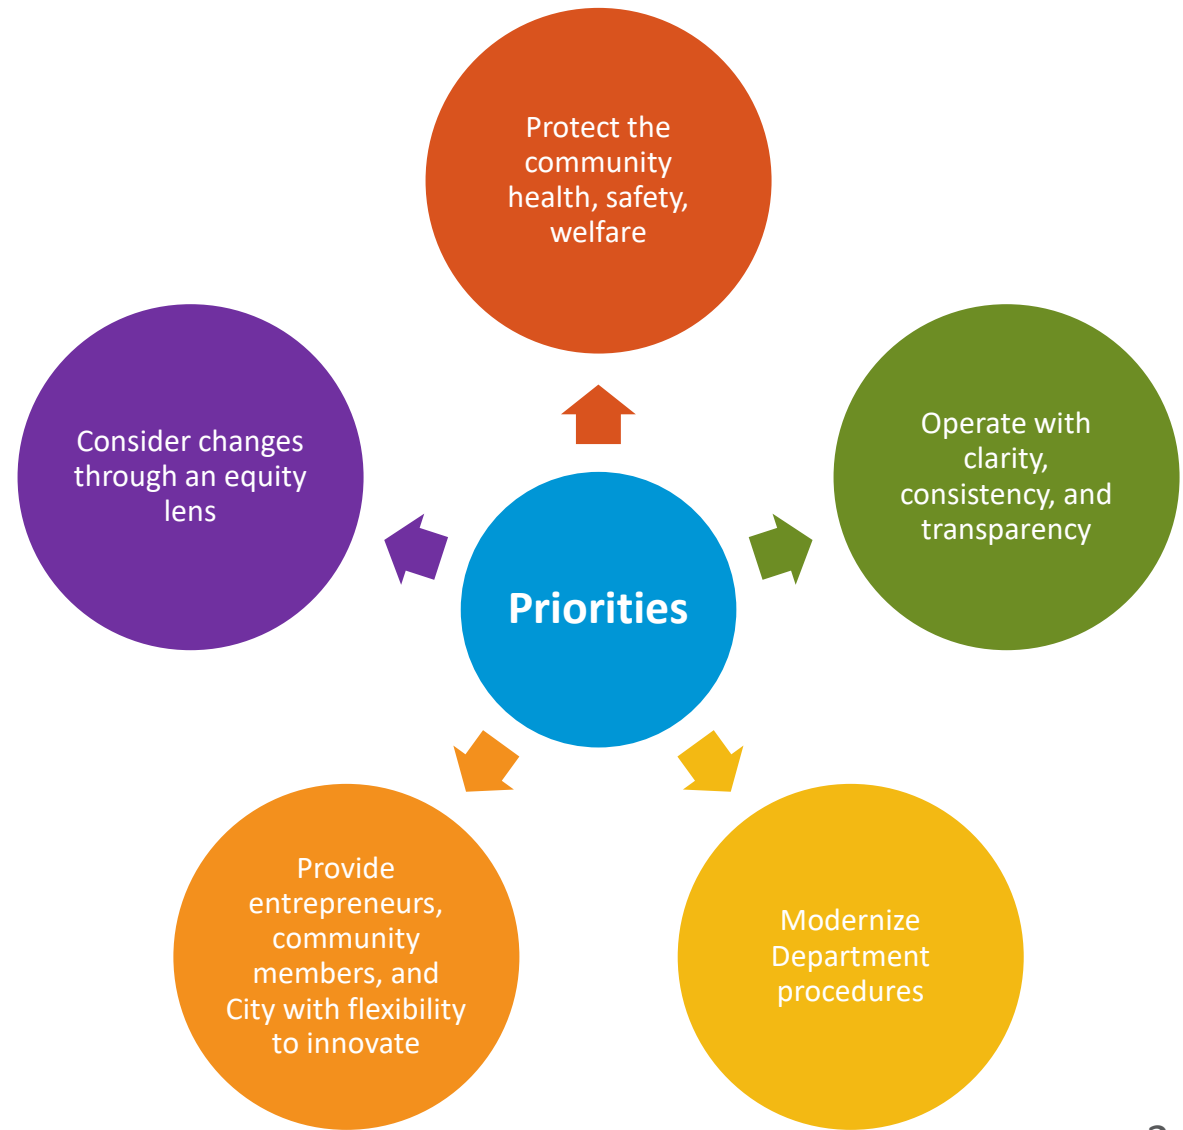 Protect the
community
health, safety,
welfare
Consider changes
through an equity
lens
Operate with
clarity,
consistency, and
transparency
Priorities
Provide
entrepreneurs,
community
members, and
City with flexibility
to innovate
Modernize
Department
procedures